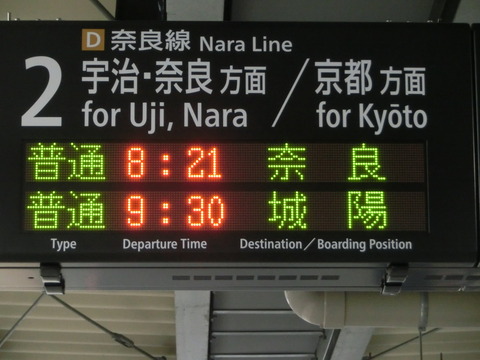 D 奈良線 Nara Line
2 宇治・奈良 方面 / 京都 方面
for Uji, Nara / for Kyōto
普通 8:21 奈良
普通 9:30 城陽
Type Departure Time Destination/Boarding Position